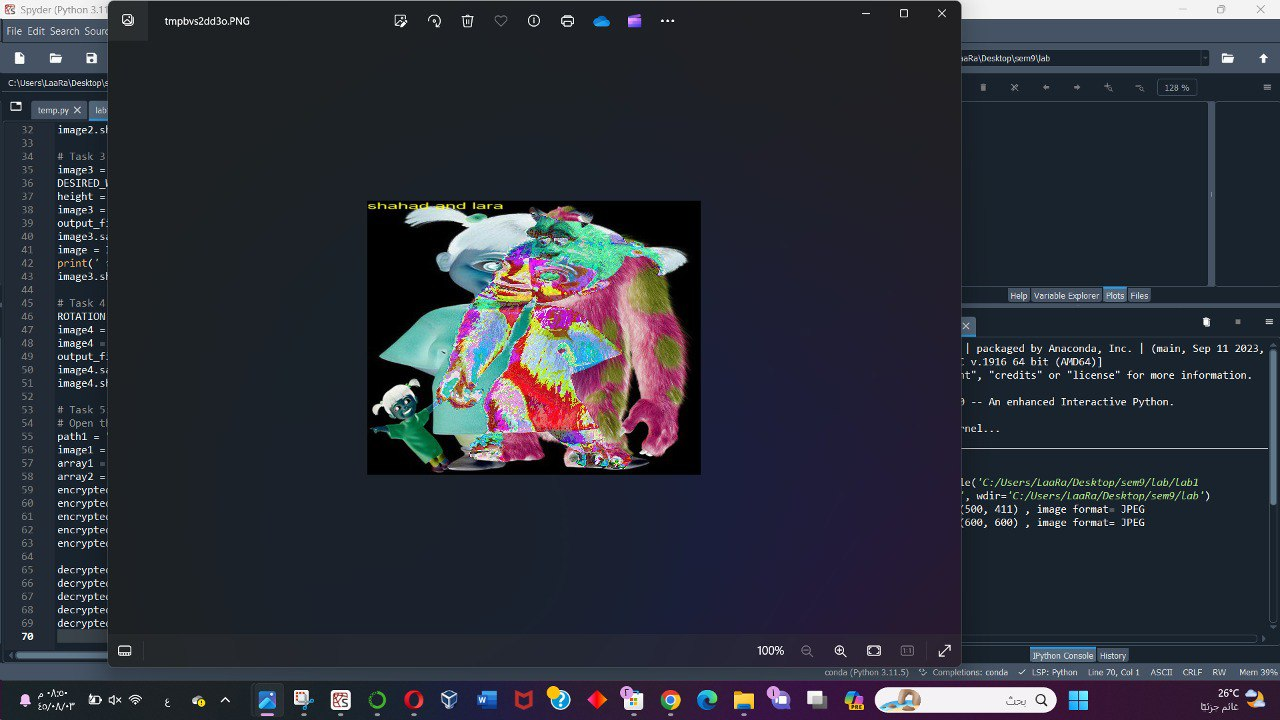 Spyder (Python 3.1
tmpbvs2dd3o.PNG
File Edit Search Sourc
aRa\Desktop\sem9\lab
C:\Users\LaaRa\Desktop\s
128 %
temp.py
lab
32 image2.sh
33
34 # Task 3
35 image3 =
36 DESIRED_W
37 height =
38 image3 =
39 output_fi
40 image3.sa
41 image =
42 print('
43 image3.sh
44
45 # Task 4
46 ROTATION
47 image4 =
48 image4 =
49 output_fi
50 image4.sa
51 image4.sh
52
53 # Task 5:
54 # Open th
55 path1 =
56 image1 =
57 array1 =
58 array2 =
59 encrypted
60 encrypted
61 encrypted
62 encrypted
63 encrypted
64
65 decrypted
66 decrypted
67 decrypted
68 decrypted
69 decrypted
70
shahad and lara
100%
1:1
Help Variable Explorer Plots Files
| packaged by Anaconda, Inc. | (main, Sep 11 2023,
C v.1916 64 bit (AMD64)]
nt", "credits" or "license" for more information.
0 -- An enhanced Interactive Python.
rnel...
le('C:/Users/LaaRa/Desktop/sem9/lab/lab1
', wdir='C:/Users/LaaRa/Desktop/sem9/lab')
(500, 411) , image format= JPEG
(600, 600) , image format= JPEG
IPython Console History
conda (Python 3.11.5) Completions: conda LSP: Python Line 70, Col 1 ASCII CRLF RW Mem 39%
ع
PRE
بحث
26°C
غائم جزئيًا